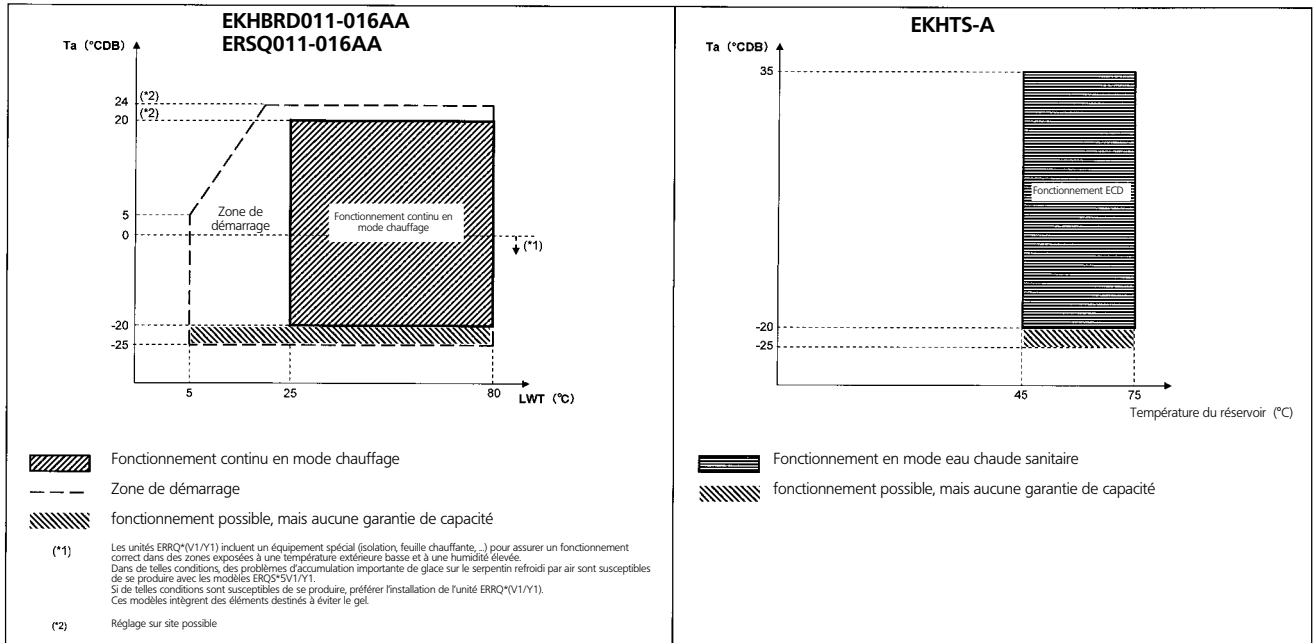 EKHBRD011-016AA
ERSQ011-016AA
Ta (°CDB)
24 (*2)
20 (*2)
5
0
-20
-25
Zone de
démarrage
Fonctionnement continu en
mode chauffage
(*1)
5 25 80
LWT (°C)
Fonctionnement continu en mode chauffage
Zone de démarrage
fonctionnement possible, mais aucune garantie de capacité
(*1) Les unités ERRQ*(V1/Y1) incluent un équipement spécial (isolation, feuille chauffante, ...) pour assurer un fonctionnement
correct dans des zones exposées à une température extérieure basse et à une humidité élevée.
Dans de telles conditions, des problèmes d'accumulation importante de glace sur le serpentin refroidi par air sont susceptibles
de se produire avec les modèles ERQS*5V1/Y1.
Si de telles conditions sont susceptibles de se produire, préférer l'installation de l'unité ERRQ*(V1/Y1).
Ces modèles intègrent des éléments destinés à éviter le gel.
(*2) Réglage sur site possible
EKHTS-A
Ta (°CDB)
35
Fonctionnement ECD
-20
-25
45 75
Température du réservoir (°C)
Fonctionnement en mode eau chaude sanitaire
fonctionnement possible, mais aucune garantie de capacité